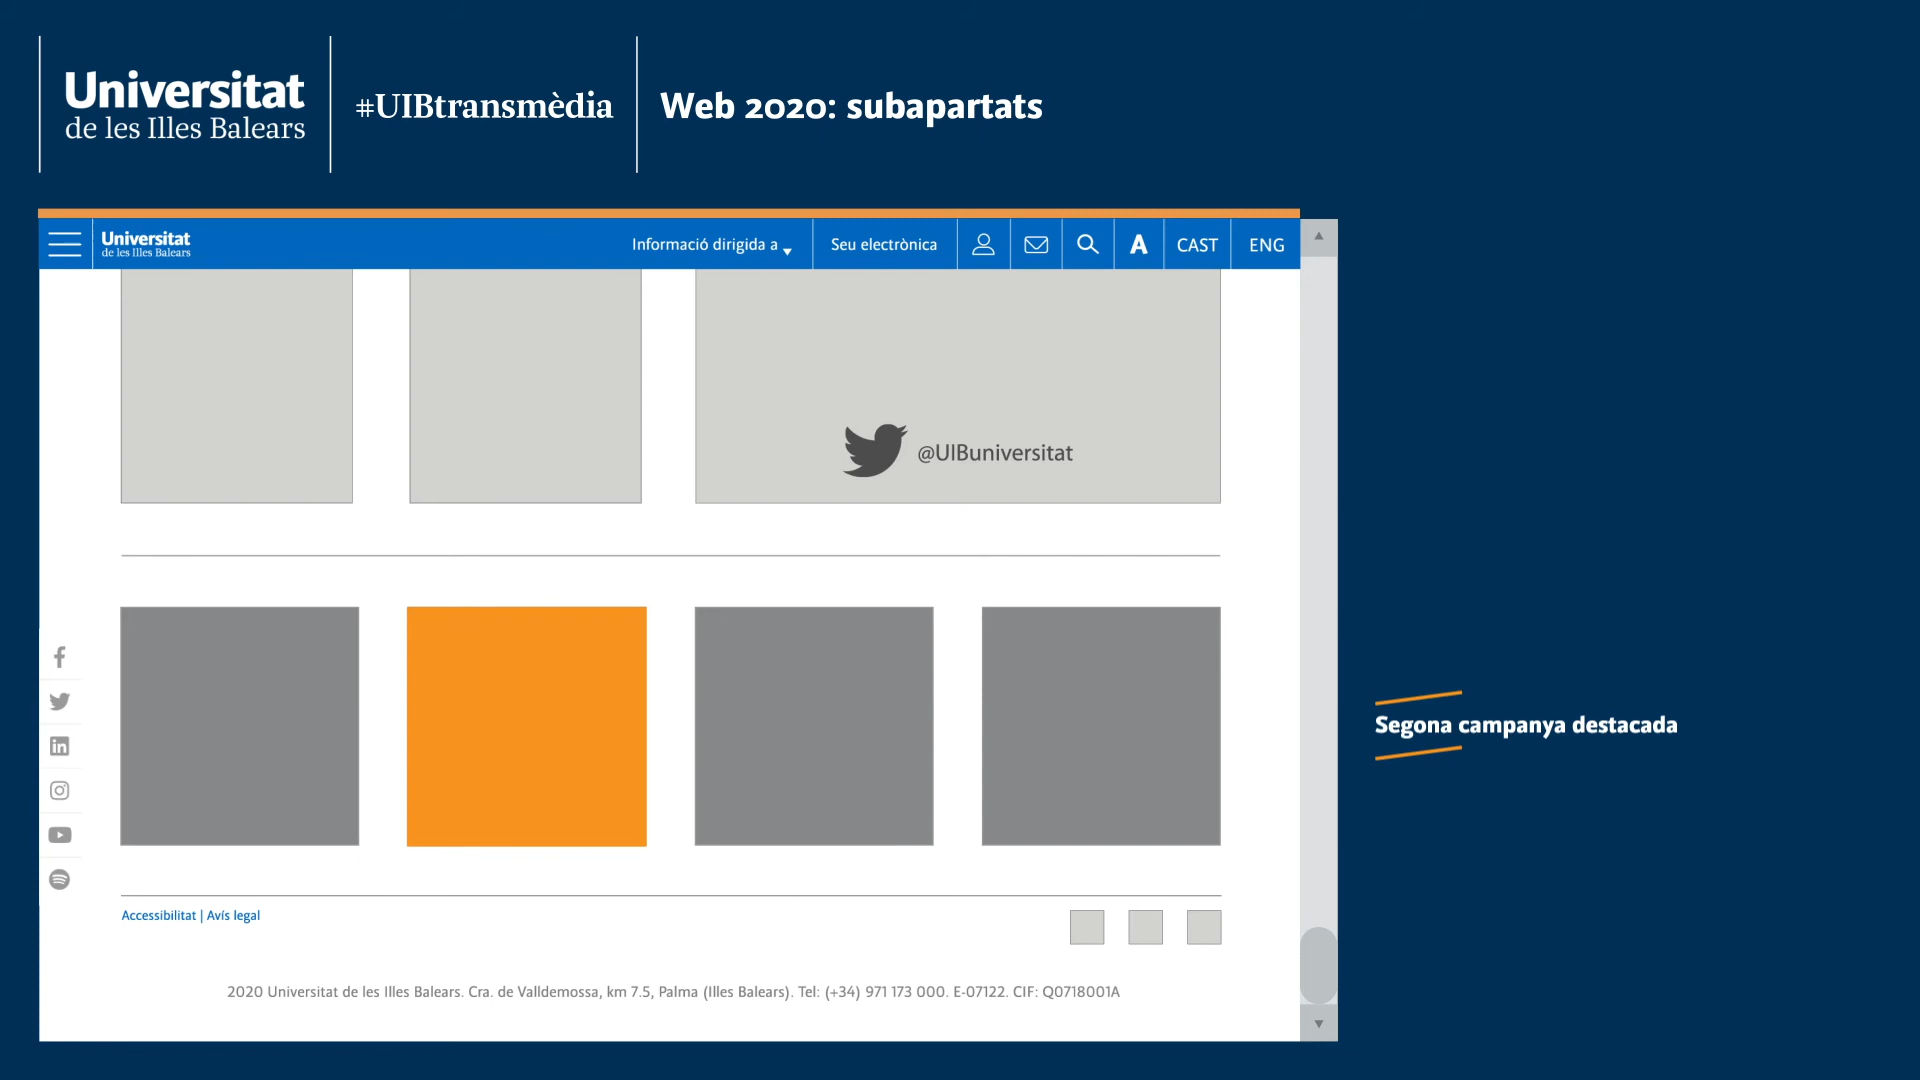 Universitat
de les Illes Balears
#UIBtransmèdia
Web 2020: subapartats
Universitat
de les Illes Balears
Informació dirigida a
Seu electrònica
A
CAST
ENG
@UIBuniversitat
Segona campanya destacada
Accessibilitat | Avís legal
2020 Universitat de les Illes Balears. Cra. de Valldemossa, km 7.5, Palma (Illes Balears). Tel: (+34) 971 173 000. E-07122. CIF: Q0718001A